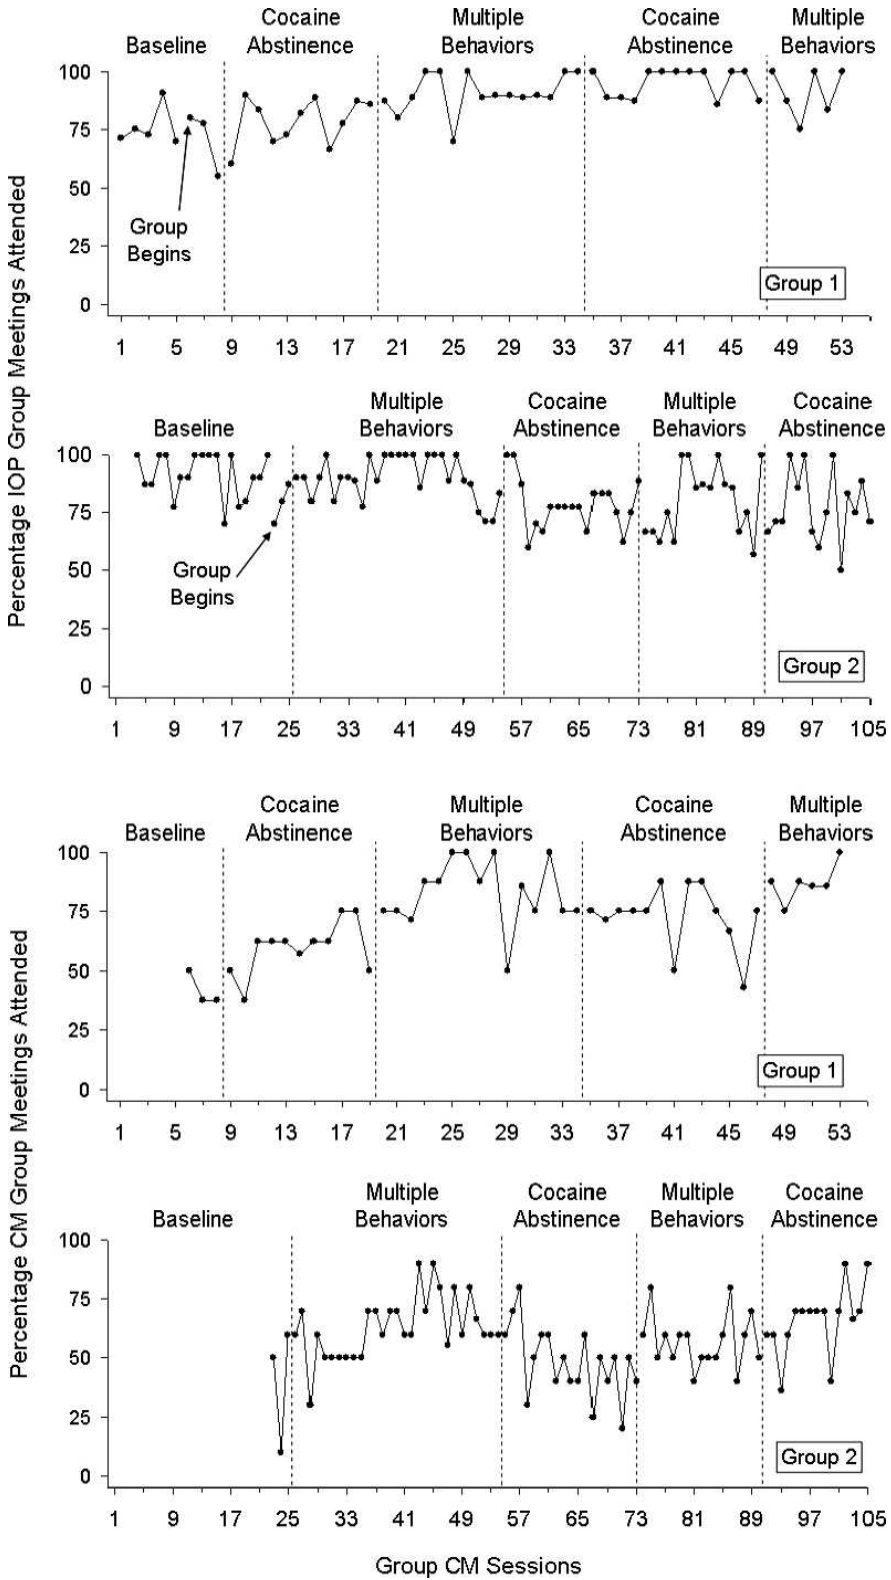 Cocaine Multiple Cocaine Multiple
Baseline Abstinence Behaviors Abstinence Behaviors
100
75
50
25
0
Group
Begins
Group 1
1 5 9 13 17 21 25 29 33 37 41 45 49 53
Percentage IOP Group Meetings Attended
Multiple Cocaine Multiple Cocaine
Baseline Behaviors Abstinence Behaviors Abstinence
100
75
50
25
0
Group
Begins
Group 2
1 9 17 25 33 41 49 57 65 73 81 89 97 105
Cocaine Multiple Cocaine Multiple
Baseline Abstinence Behaviors Abstinence Behaviors
100
75
50
25
0
Group 1
1 5 9 13 17 21 25 29 33 37 41 45 49 53
Percentage CM Group Meetings Attended
Multiple Cocaine Multiple Cocaine
Baseline Behaviors Abstinence Behaviors Abstinence
100
75
50
25
0
Group 2
1 9 17 25 33 41 49 57 65 73 81 89 97 105
Group CM Sessions